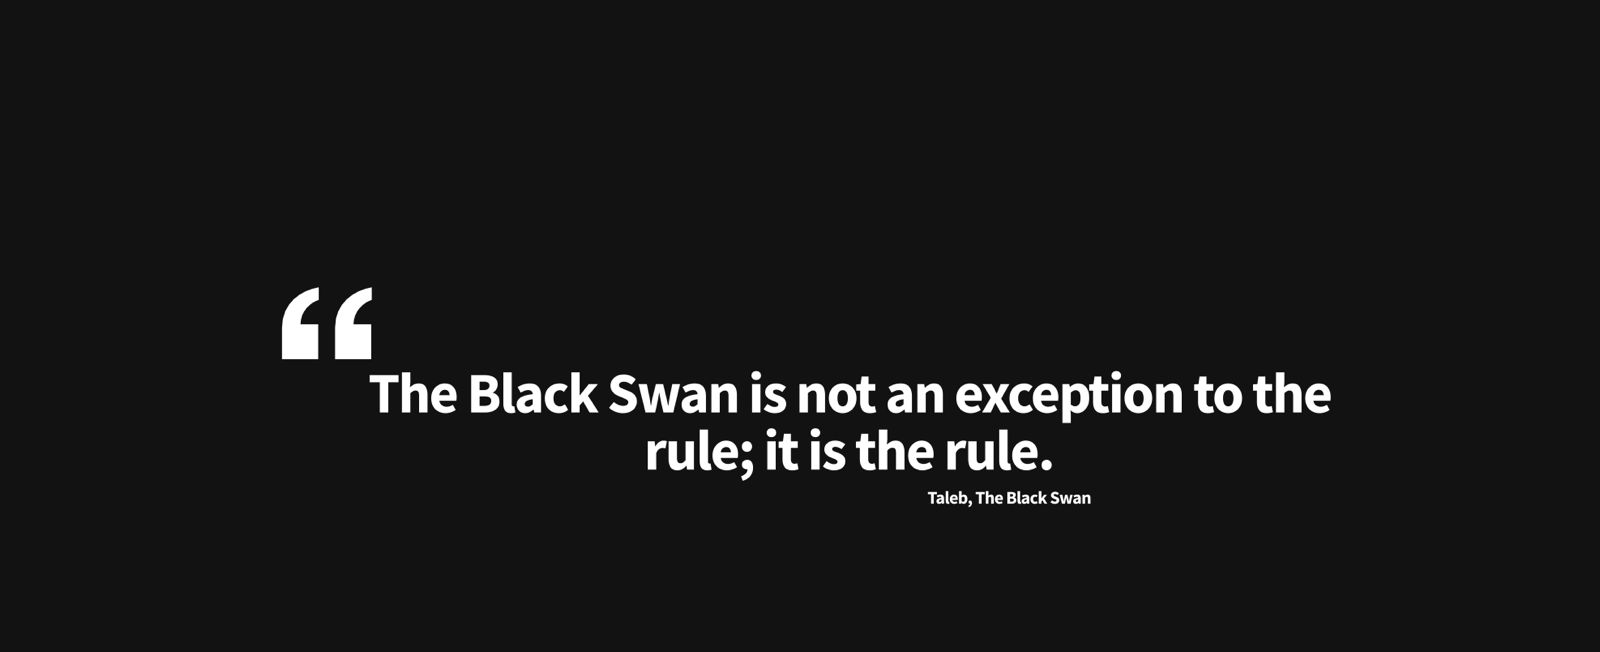 “
The Black Swan is not an exception to the
rule; it is the rule.
Taleb, The Black Swan